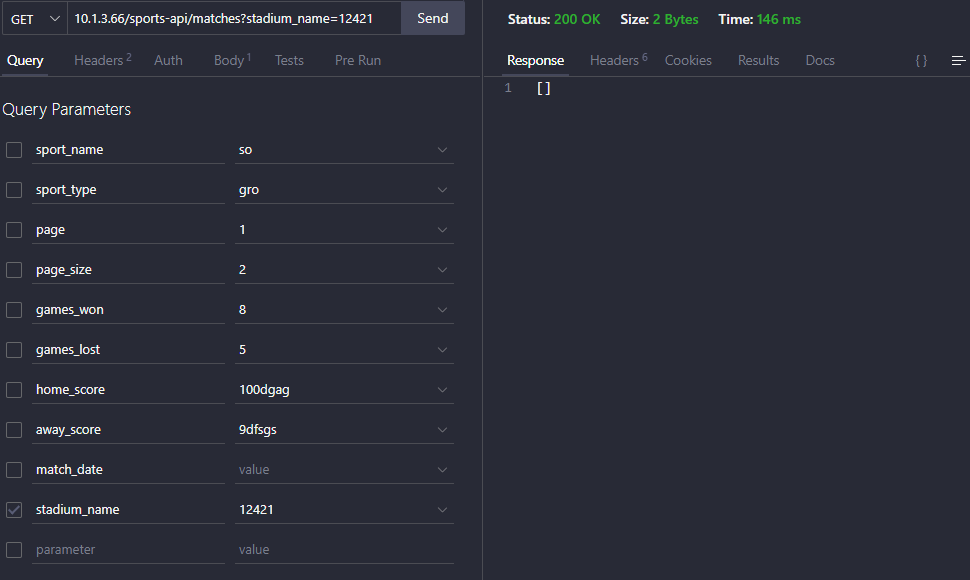 GET 10.1.3.66/sports-api/matches?stadium_name=12421 Send
Query Headers 2 Auth Body 1 Tests Pre Run
Query Parameters
sport_name so
sport_type gro
page 1
page_size 2
games_won 8
games_lost 5
home_score 100dgag
away_score 9dfsgs
match_date value
stadium_name 12421
parameter value
Status: 200 OK Size: 2 Bytes Time: 146 ms
Response Headers 6 Cookies Results Docs { }
1 []